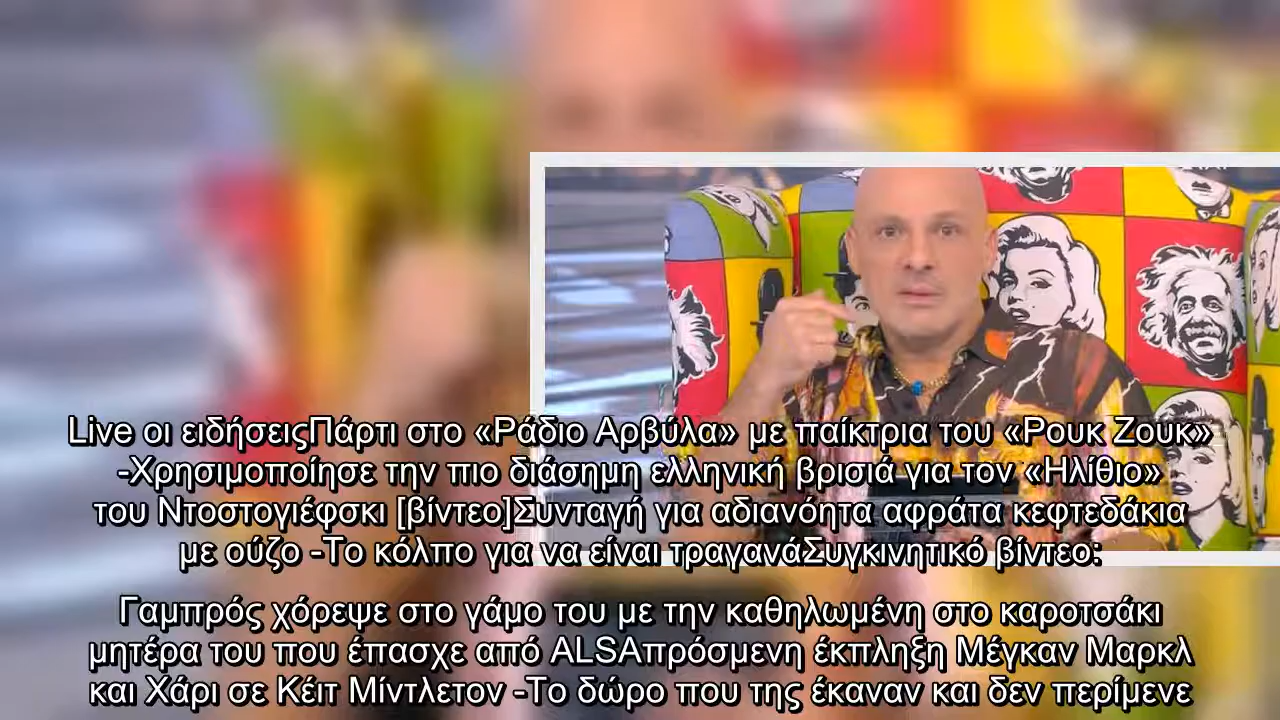 Live οι ειδήσειςΠάρτι στο «Ράδιο Αρβύλα» με παίκτρια του «Ρουκ Ζουκ»
-Χρησιμοποίησε την πιο διάσημη ελληνική βρισιά για τον «Ηλίθιο»
του Ντοστογιέφσκι [βίντεο]Συνταγή για αδιανόητα αφράτα κεφτεδάκια
με ούζο -Το κόλπο για να είναι τραγανάΣυγκινητικό βίντεο:
Γαμπρός χόρεψε στο γάμο του με την καθηλωμένη στο καροτσάκι
μητέρα του που έπασχε από ALSΑπρόσμενη έκπληξη Μέγκαν Μαρκλ
και Χάρι σε Κέιτ Μίντλετον -Το δώρο που της έκαναν και δεν περίμενε